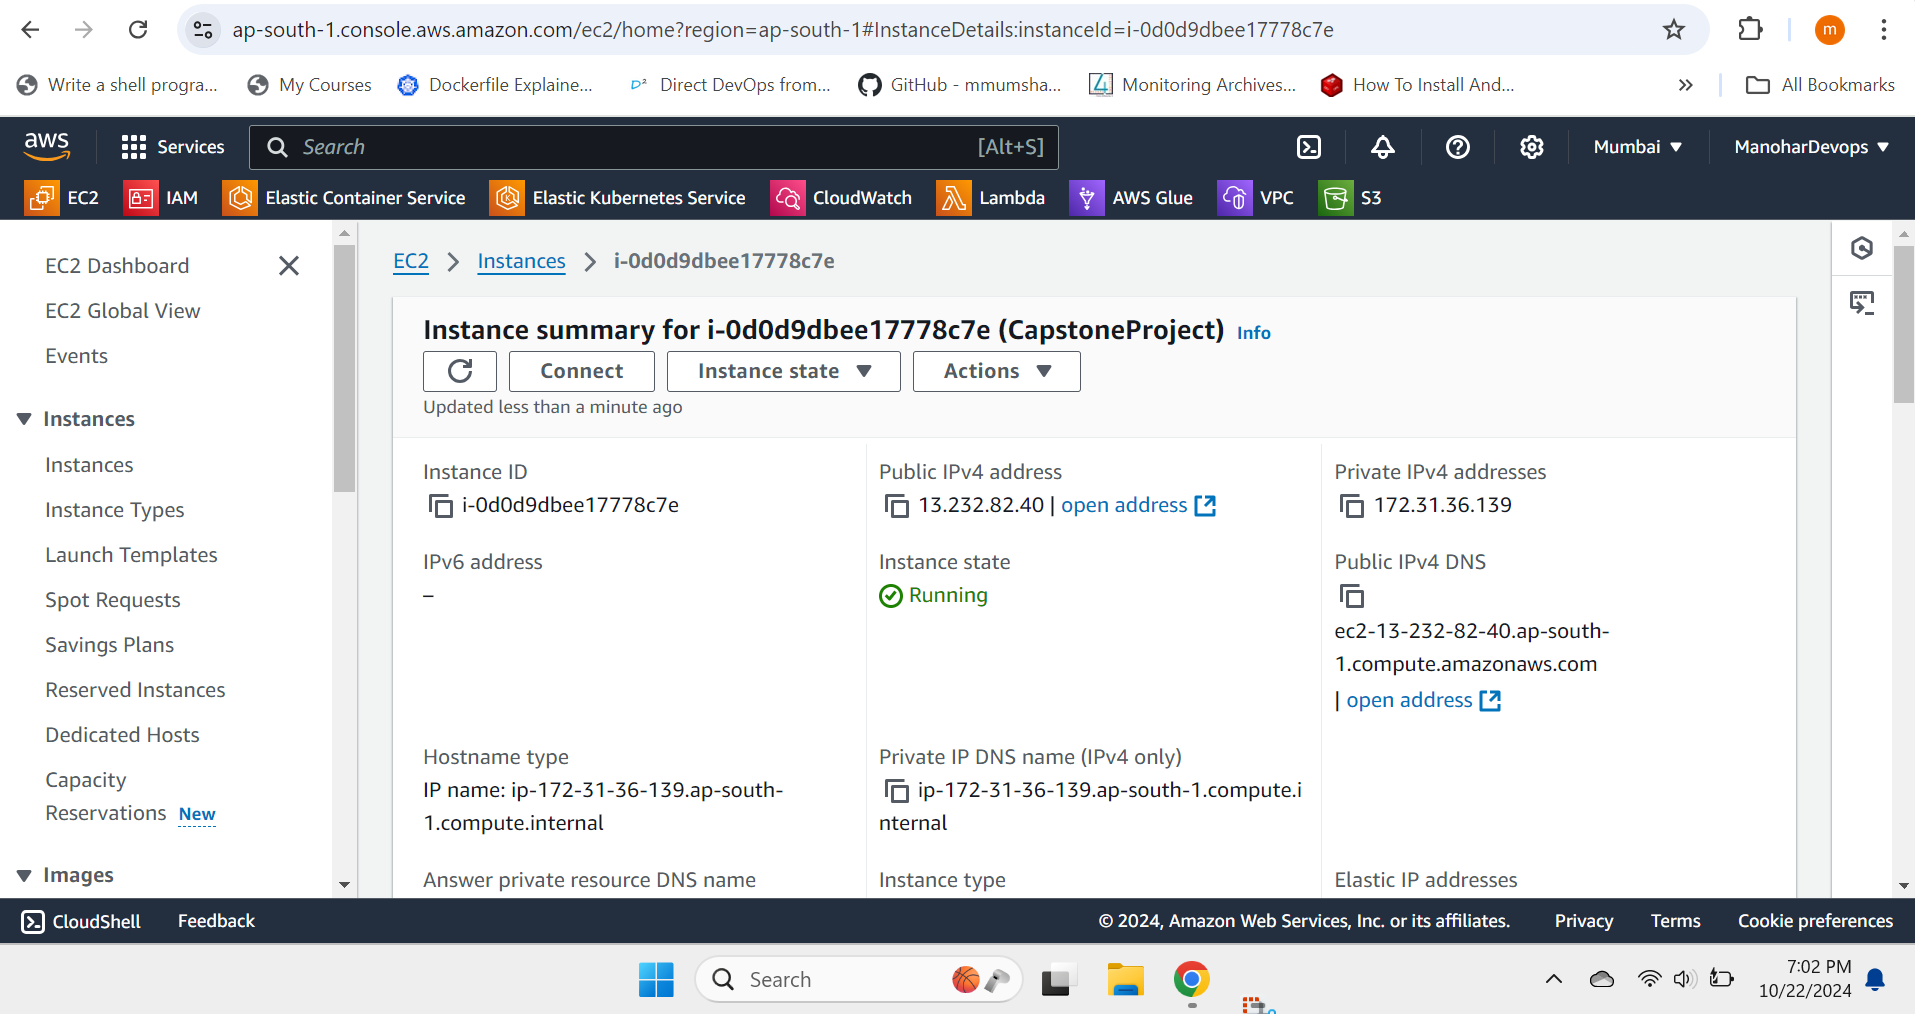 ap-south-1.console.aws.amazon.com/ec2/home?region=ap-south-1#InstanceDetails:instanceId=i-0d0d9dbee17778c7e
m
Write a shell progra...
My Courses
Dockerfile Explaine...
D² Direct DevOps from...
GitHub - mmumsha...
Monitoring Archives...
How To Install And...
»
All Bookmarks
aws
Services
Search
[Alt+S]
Mumbai
ManoharDevops
EC2
IAM
Elastic Container Service
Elastic Kubernetes Service
CloudWatch
Lambda
AWS Glue
VPC
S3
EC2 Dashboard
EC2 Global View
Events
Instances
Instances
Instance Types
Launch Templates
Spot Requests
Savings Plans
Reserved Instances
Dedicated Hosts
Capacity
Reservations New
Images
EC2 > Instances > i-0d0d9dbee17778c7e
Instance summary for i-0d0d9dbee17778c7e (CapstoneProject) Info
Connect
Instance state
Actions
Updated less than a minute ago
Instance ID
i-0d0d9dbee17778c7e
Public IPv4 address
13.232.82.40 | open address
Private IPv4 addresses
172.31.36.139
IPv6 address
–
Instance state
Running
Public IPv4 DNS
ec2-13-232-82-40.ap-south-
1.compute.amazonaws.com
| open address
Hostname type
IP name: ip-172-31-36-139.ap-south-
1.compute.internal
Private IP DNS name (IPv4 only)
ip-172-31-36-139.ap-south-1.compute.i
nternal
Answer private resource DNS name
Instance type
Elastic IP addresses
CloudShell
Feedback
© 2024, Amazon Web Services, Inc. or its affiliates.
Privacy
Terms
Cookie preferences
Search
7:02 PM
10/22/2024